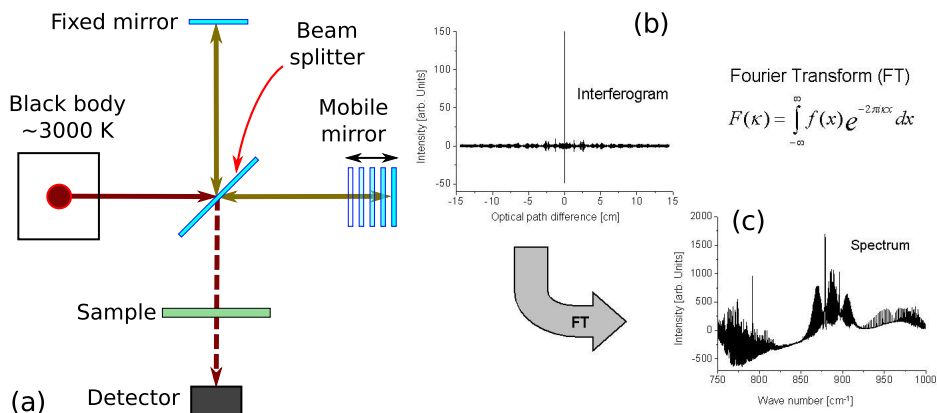 Fixed mirror
Beam
splitter
Black body
~3000 K
Mobile
mirror
Sample
Detector
(a)
(b)
150
100
50
0
-50
-15
-10
-5
0
5
10
15
Intensity [arb. Units]
Interferogram
Optical path difference [cm]
Fourier Transform (FT)
F(κ) = ∫ f(x) e^{-2πiκx} dx
∞
-∞
FT
(c)
2000
1500
1000
500
0
-500
750
800
850
900
950
1000
Intensity [arb. Units]
Spectrum
Wave number [cm⁻¹]